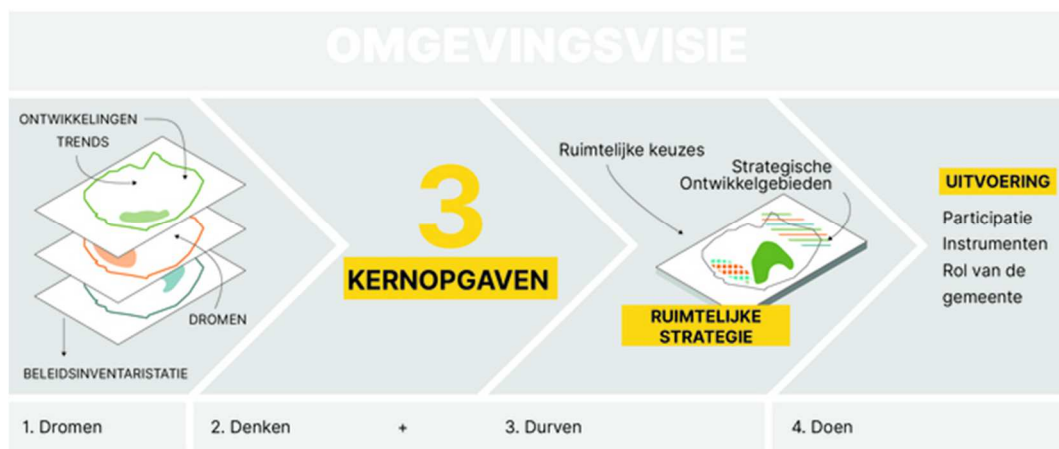 OMGEVINGSVISIE
ONTWIKKELINGEN
TRENDS
DROMEN
BELEIDSINVENTARISTATIE
3
KERNOPGAVEN
Ruimtelijke keuzes
Strategische
Ontwikkelgebieden
RUIMTELIJKE
STRATEGIE
UITVOERING
Participatie
Instrumenten
Rol van de
gemeente
1. Dromen
2. Denken + 3. Durven
4. Doen